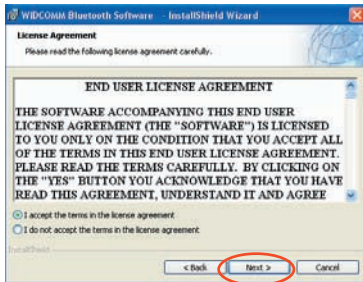 WIDCOMM Bluetooth Software - InstallShield Wizard
License Agreement
Please read the following license agreement carefully.
END USER LICENSE AGREEMENT
THE SOFTWARE ACCOMPANYING THIS END USER
LICENSE AGREEMENT (THE "SOFTWARE") IS LICENSED
TO YOU ONLY ON THE CONDITION THAT YOU ACCEPT ALL
OF THE TERMS IN THIS END USER LICENSE AGREEMENT.
PLEASE READ THE TERMS CAREFULLY. BY CLICKING ON
THE "YES" BUTTON YOU ACKNOWLEDGE THAT YOU HAVE
READ THIS AGREEMENT, UNDERSTAND IT AND AGREE
I accept the terms in the license agreement
I do not accept the terms in the license agreement
InstallShield
< Back Next > Cancel